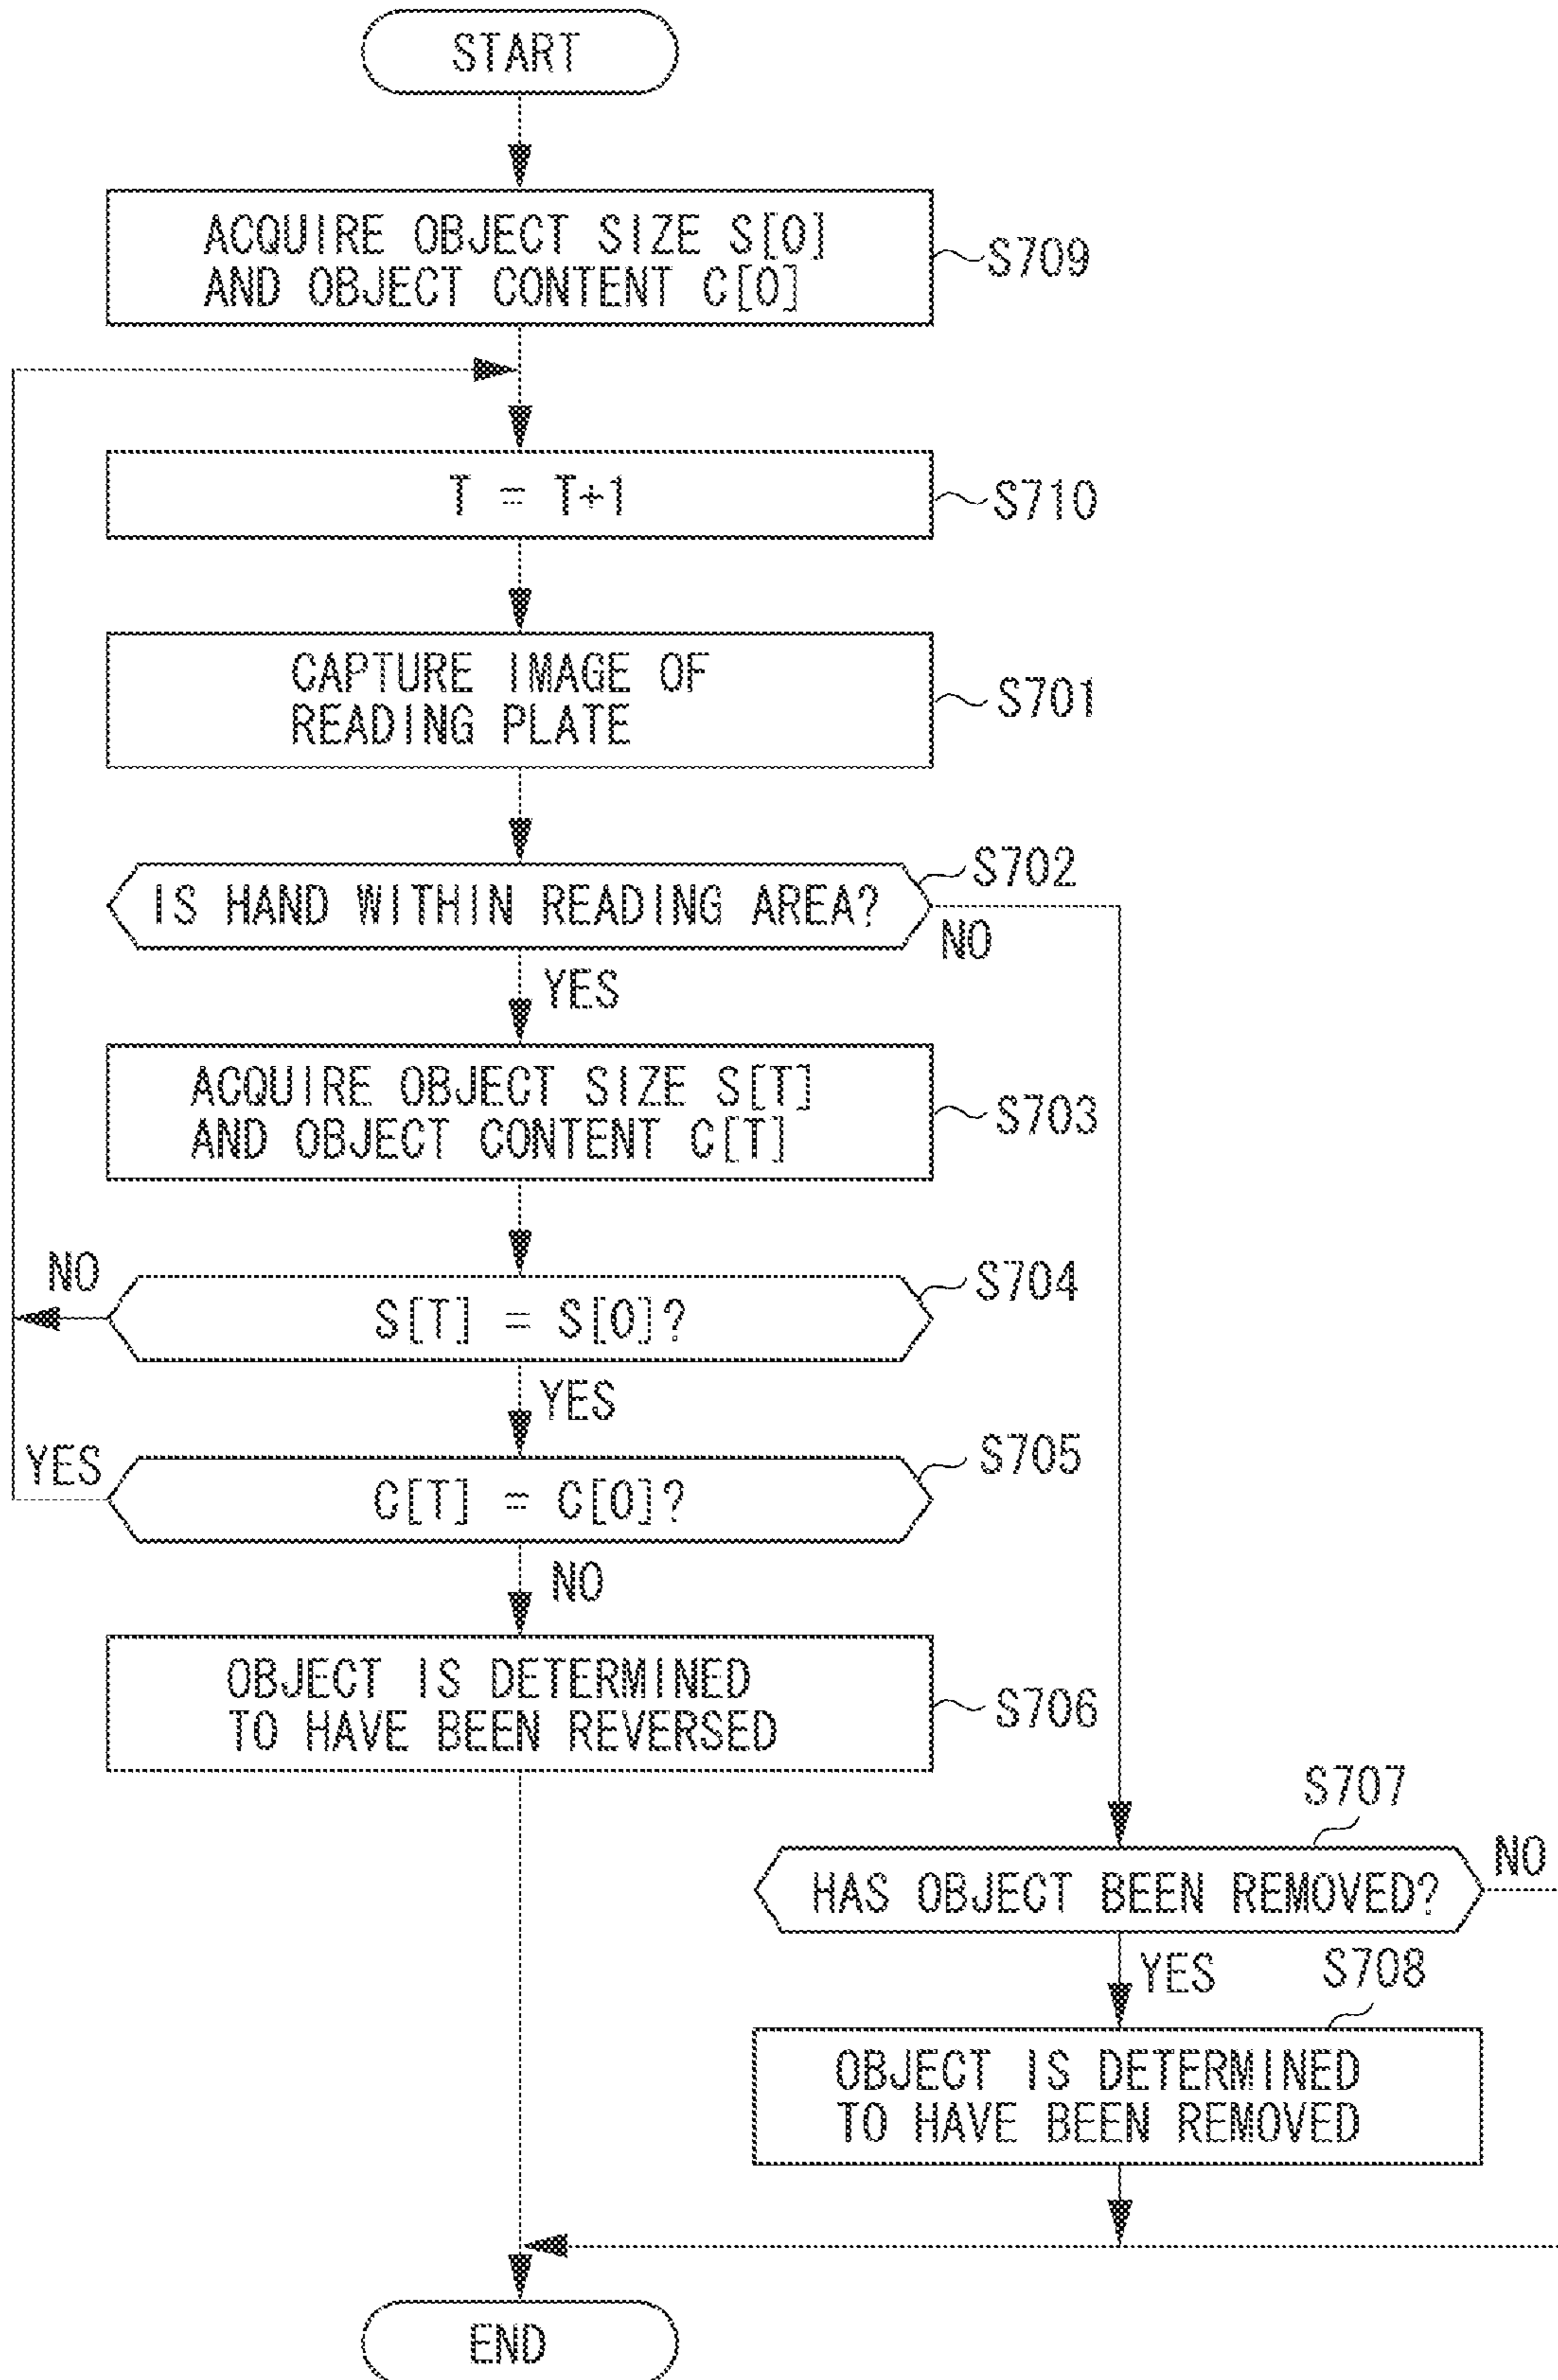 START
ACQUIRE OBJECT SIZE S[0]
AND OBJECT CONTENT C[0]
S709
T = T+1
S710
CAPTURE IMAGE OF
READING PLATE
S701
IS HAND WITHIN READING AREA?
S702
NO
YES
ACQUIRE OBJECT SIZE S[T]
AND OBJECT CONTENT C[T]
S703
NO
S[T] = S[0]?
S704
YES
YES
C[T] = C[0]?
S705
NO
OBJECT IS DETERMINED
TO HAVE BEEN REVERSED
S706
S707
HAS OBJECT BEEN REMOVED?
NO
YES
S708
OBJECT IS DETERMINED
TO HAVE BEEN REMOVED
END